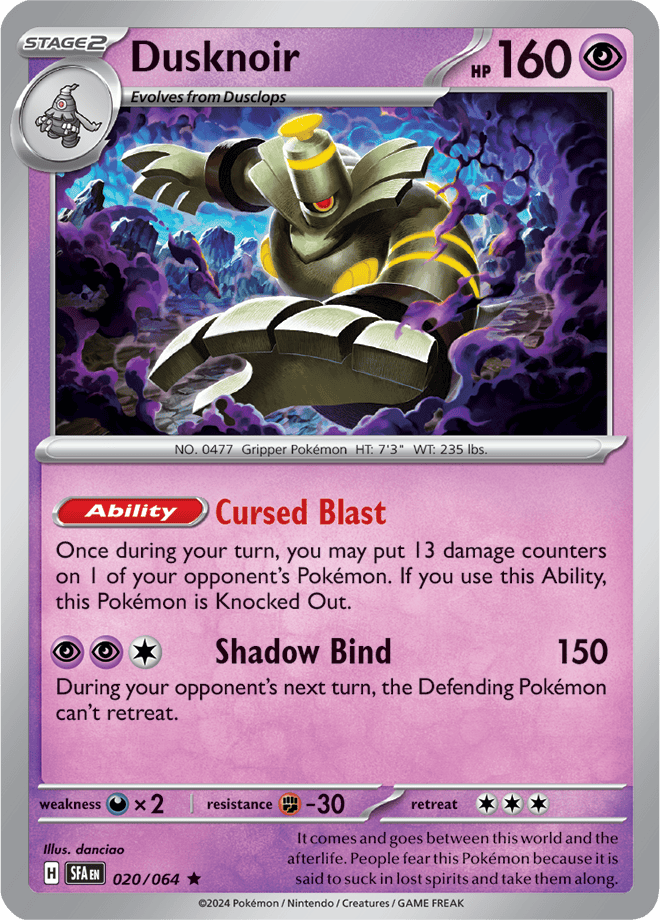 STAGE2
Dusknoir
HP 160
Evolves from Dusclops
NO. 0477 Gripper Pokémon HT: 7'3" WT: 235 lbs.
Ability Cursed Blast
Once during your turn, you may put 13 damage counters
on 1 of your opponent's Pokémon. If you use this Ability,
this Pokémon is Knocked Out.
Shadow Bind 150
During your opponent's next turn, the Defending Pokémon
can't retreat.
weakness ×2 resistance -30 retreat
Illus. danciao
H SFA EN 020/064 ★
It comes and goes between this world and the
afterlife. People fear this Pokémon because it is
said to suck in lost spirits and take them along.
©2024 Pokémon / Nintendo / Creatures / GAME FREAK